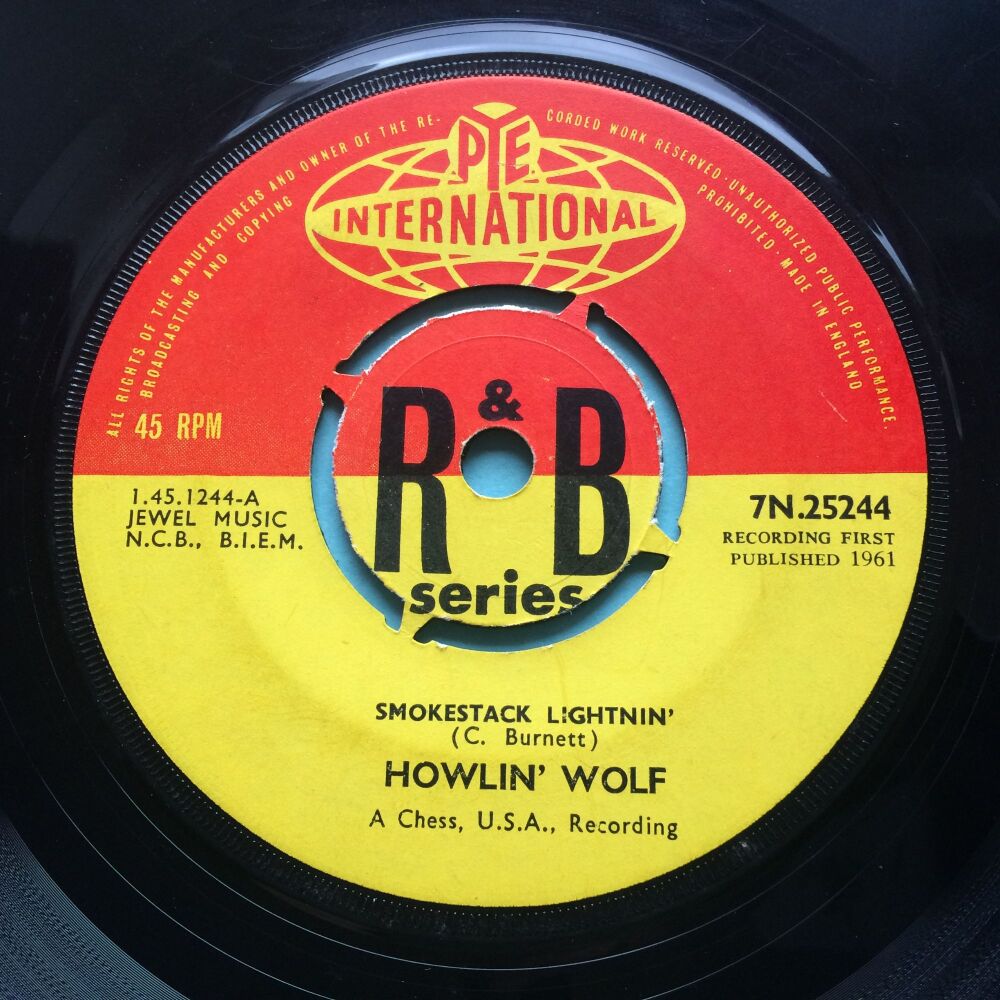 ALL RIGHTS OF THE MANUFACTURERS AND OWNER OF THE RE-CORDED WORK RESERVED·UNAUTHORIZED PUBLIC PERFORMANCE.
BROADCASTING AND COPYING PROHIBITED·MADE IN ENGLAND
PYE
INTERNATIONAL
45 RPM
R & B
series
1.45.1244-A
JEWEL MUSIC
N.C.B., B.I.E.M.
7N.25244
RECORDING FIRST
PUBLISHED 1961
SMOKESTACK LIGHTNIN'
(C. Burnett)
HOWLIN' WOLF
A Chess, U.S.A., Recording